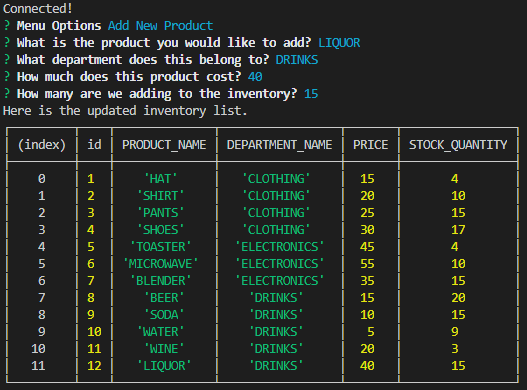 Connected!
? Menu Options Add New Product
? What is the product you would like to add? LIQUOR
? What department does this belong to? DRINKS
? How much does this product cost? 40
? How many are we adding to the inventory? 15
Here is the updated inventory list.
(index) id PRODUCT_NAME DEPARTMENT_NAME PRICE STOCK_QUANTITY
0 1 'HAT' 'CLOTHING' 15 4
1 2 'SHIRT' 'CLOTHING' 20 10
2 3 'PANTS' 'CLOTHING' 25 15
3 4 'SHOES' 'CLOTHING' 30 17
4 5 'TOASTER' 'ELECTRONICS' 45 4
5 6 'MICROWAVE' 'ELECTRONICS' 55 10
6 7 'BLENDER' 'ELECTRONICS' 35 15
7 8 'BEER' 'DRINKS' 15 20
8 9 'SODA' 'DRINKS' 10 15
9 10 'WATER' 'DRINKS' 5 9
10 11 'WINE' 'DRINKS' 20 3
11 12 'LIQUOR' 'DRINKS' 40 15